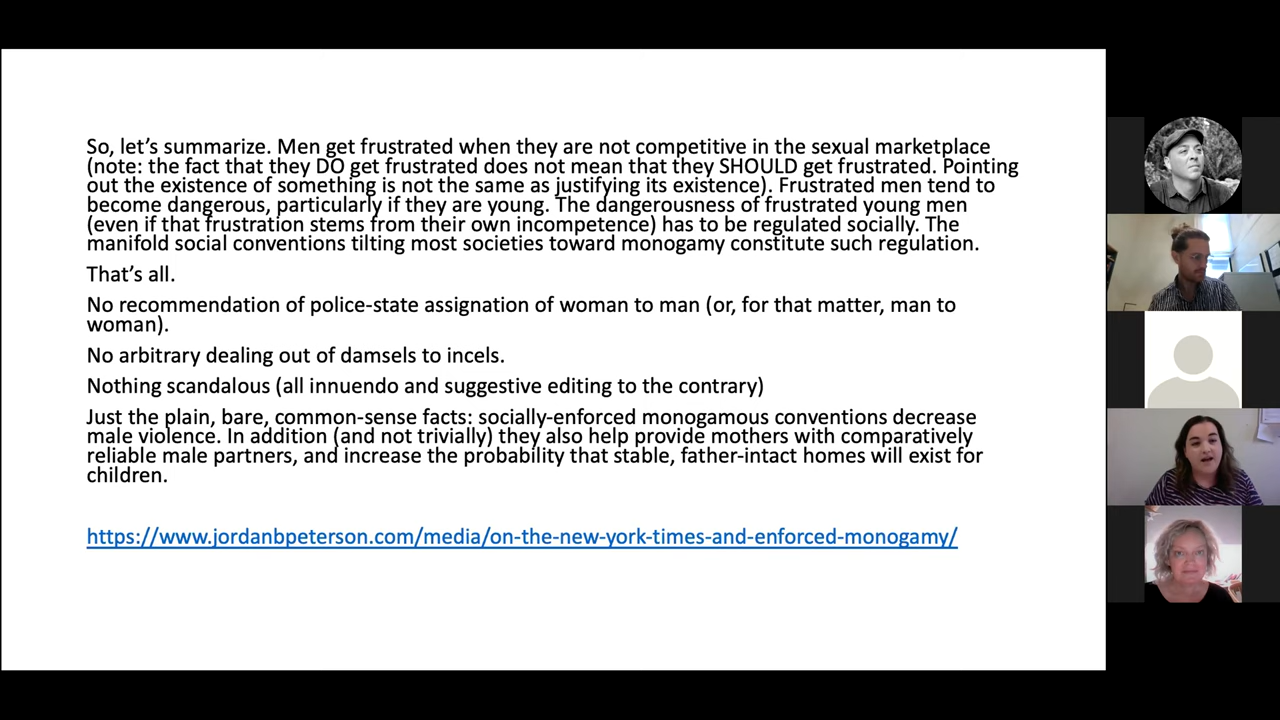 So, let's summarize. Men get frustrated when they are not competitive in the sexual marketplace
(note: the fact that they DO get frustrated does not mean that they SHOULD get frustrated. Pointing
out the existence of something is not the same as justifying its existence). Frustrated men tend to
become dangerous, particularly if they are young. The dangerousness of frustrated young men
(even if that frustration stems from their own incompetence) has to be regulated socially. The
manifold social conventions tilting most societies toward monogamy constitute such regulation.
That's all.
No recommendation of police-state assignation of woman to man (or, for that matter, man to
woman).
No arbitrary dealing out of damsels to incels.
Nothing scandalous (all innuendo and suggestive editing to the contrary)
Just the plain, bare, common-sense facts: socially-enforced monogamous conventions decrease
male violence. In addition (and not trivially) they also help provide mothers with comparatively
reliable male partners, and increase the probability that stable, father-intact homes will exist for
children.
https://www.jordanbpeterson.com/media/on-the-new-york-times-and-enforced-monogamy/